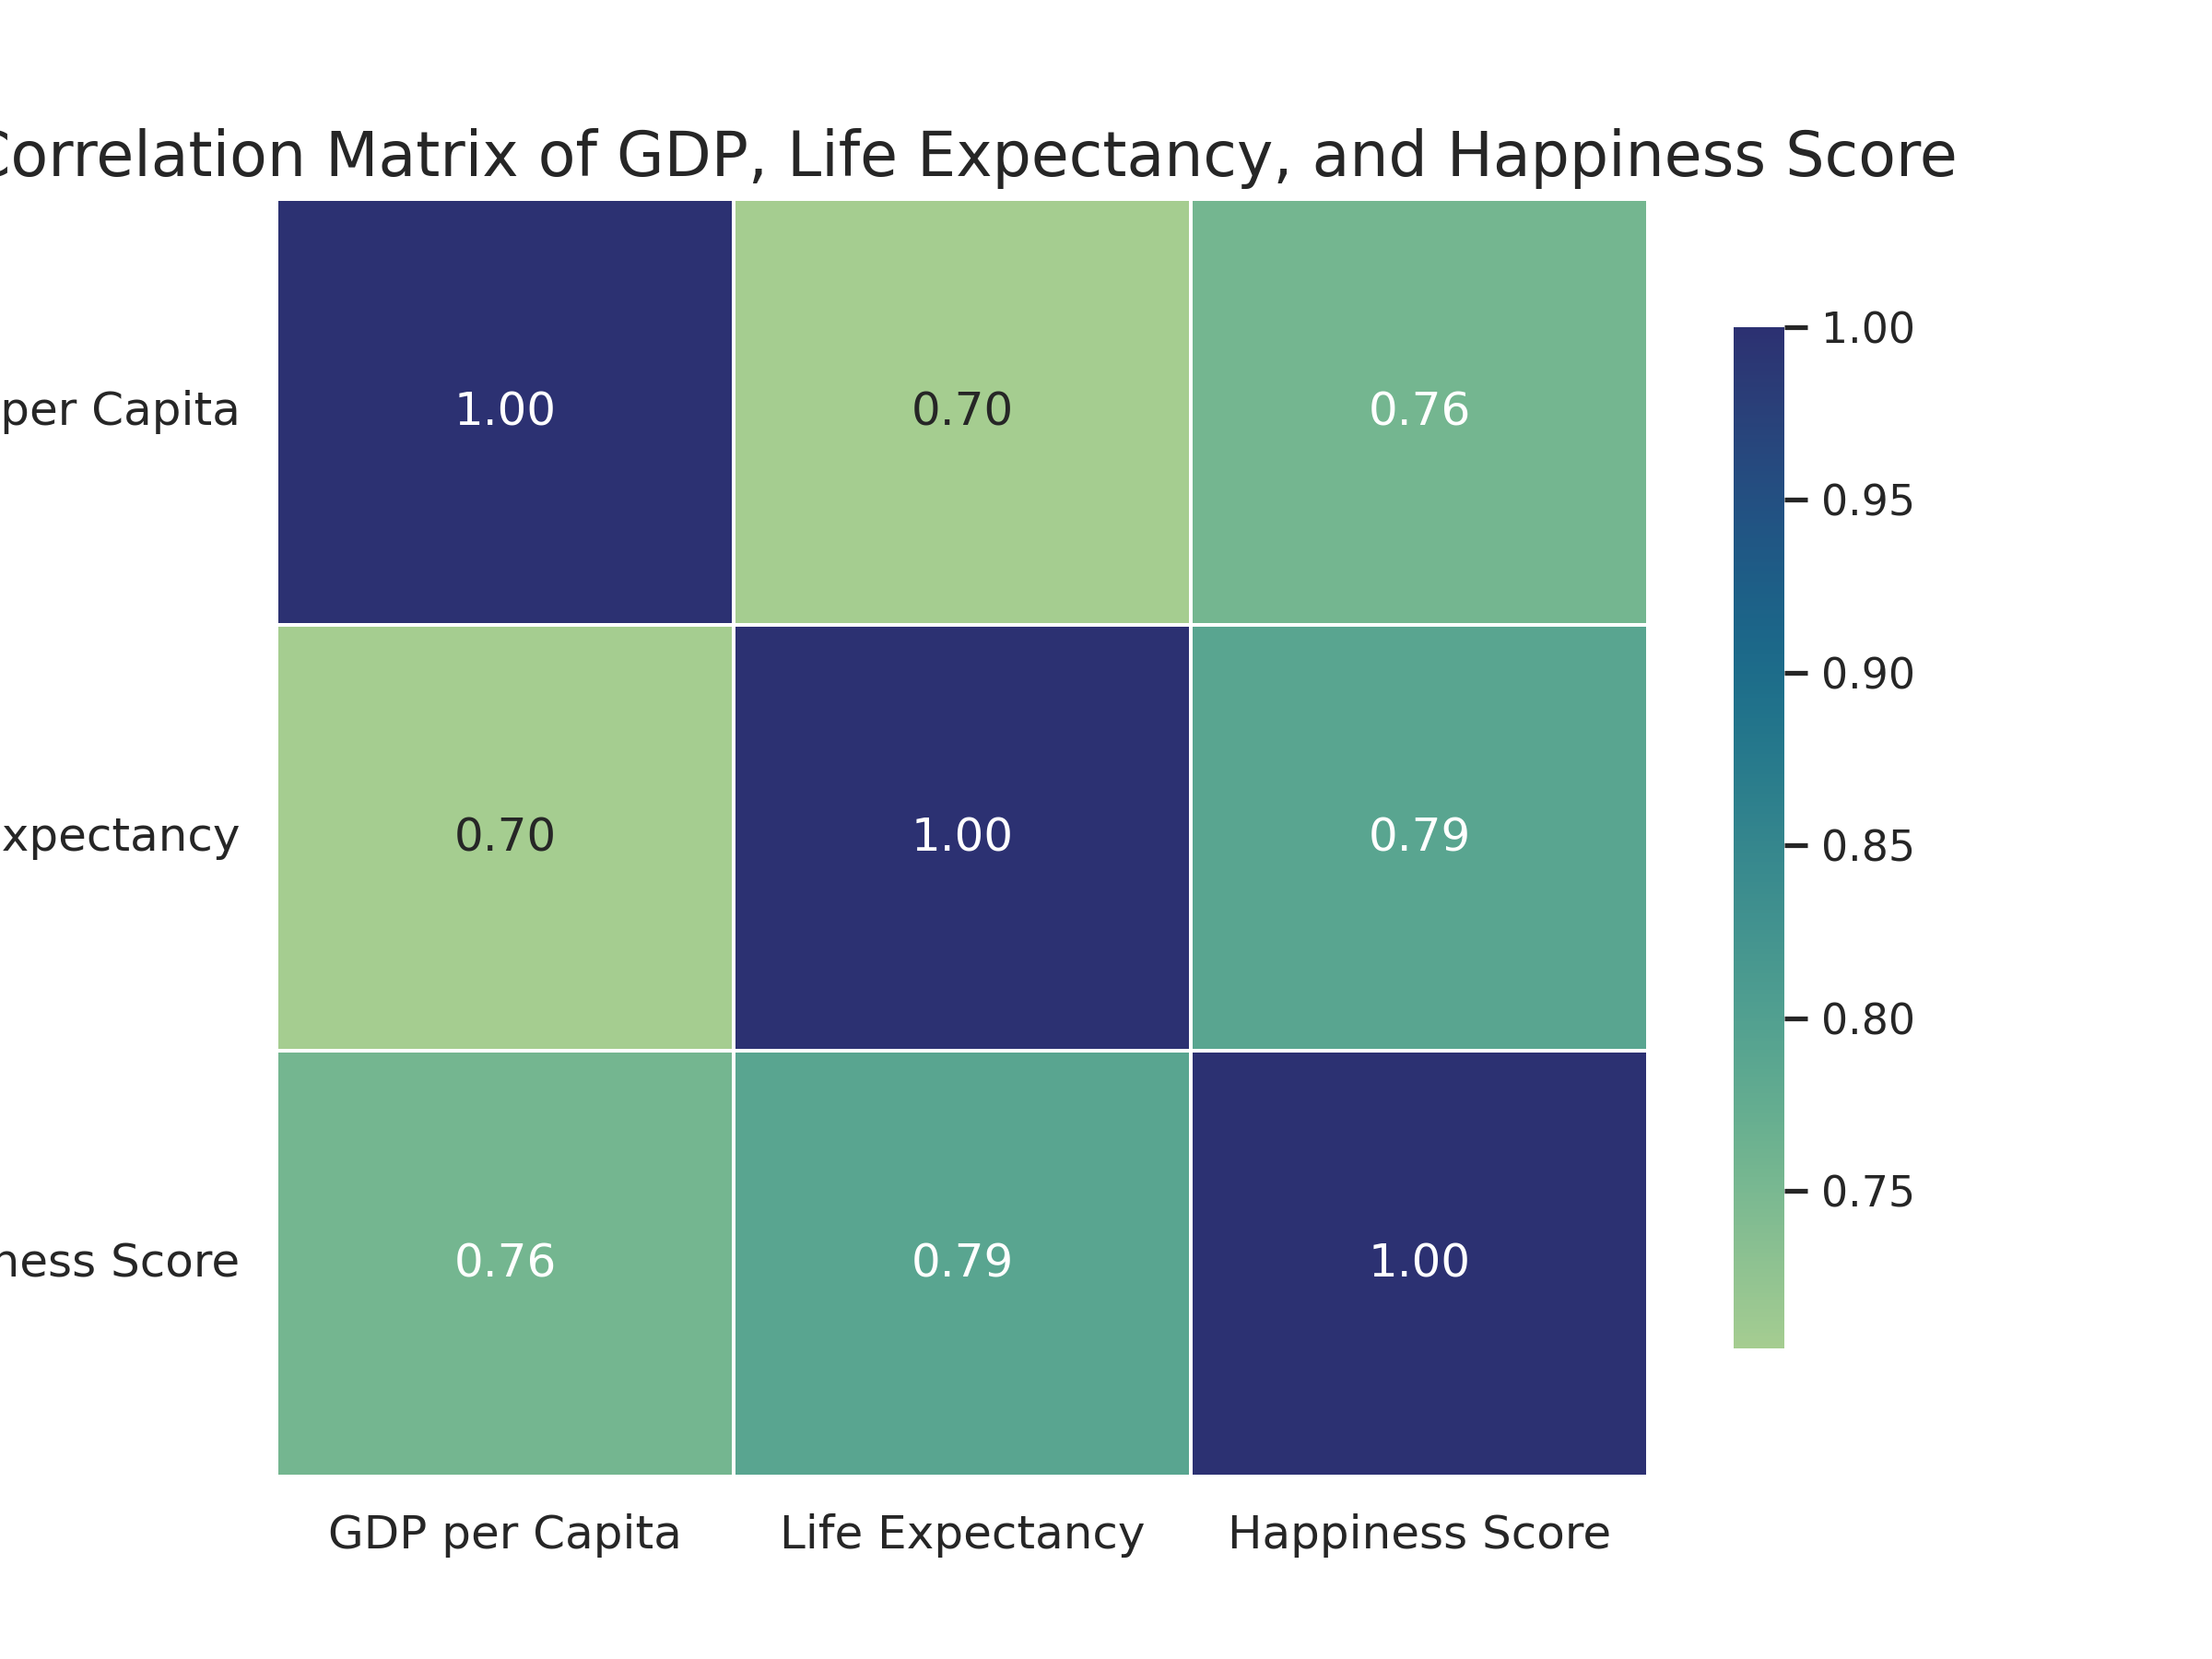 Correlation Matrix of GDP, Life Expectancy, and Happiness Score
per Capita
1.00 0.70 0.76
xpectancy
0.70 1.00 0.79
ness Score
0.76 0.79 1.00
GDP per Capita Life Expectancy Happiness Score
1.00
0.95
0.90
0.85
0.80
0.75